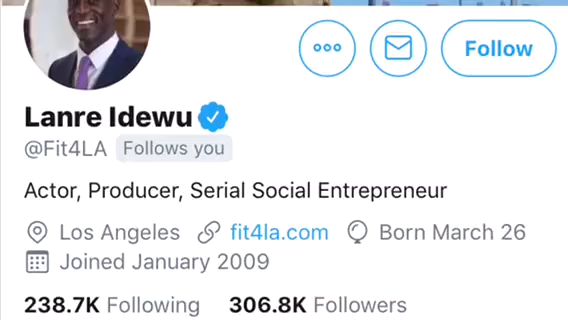 Follow
Lanre Idewu
@Fit4LA Follows you
Actor, Producer, Serial Social Entrepreneur
Los Angeles fit4la.com Born March 26
Joined January 2009
238.7K Following 306.8K Followers